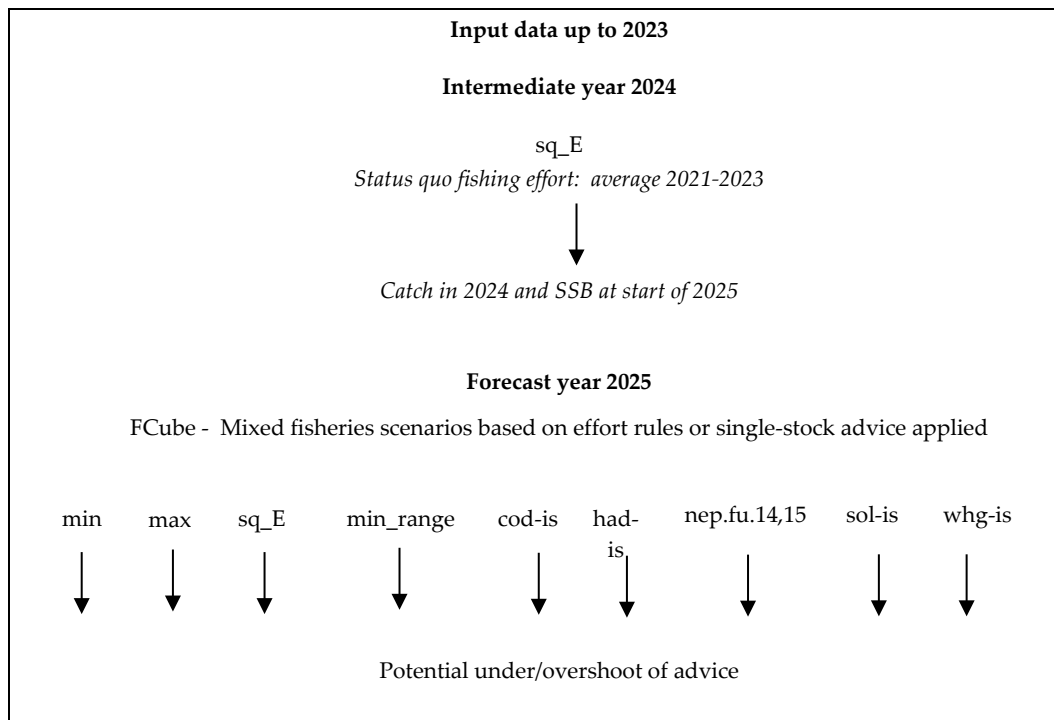 Input data up to 2023
Intermediate year 2024
sq_E
Status quo fishing effort: average 2021-2023
Catch in 2024 and SSB at start of 2025
Forecast year 2025
FCube - Mixed fisheries scenarios based on effort rules or single-stock advice applied
min max sq_E min_range cod-is had-is nep.fu.14,15 sol-is whg-is
Potential under/overshoot of advice